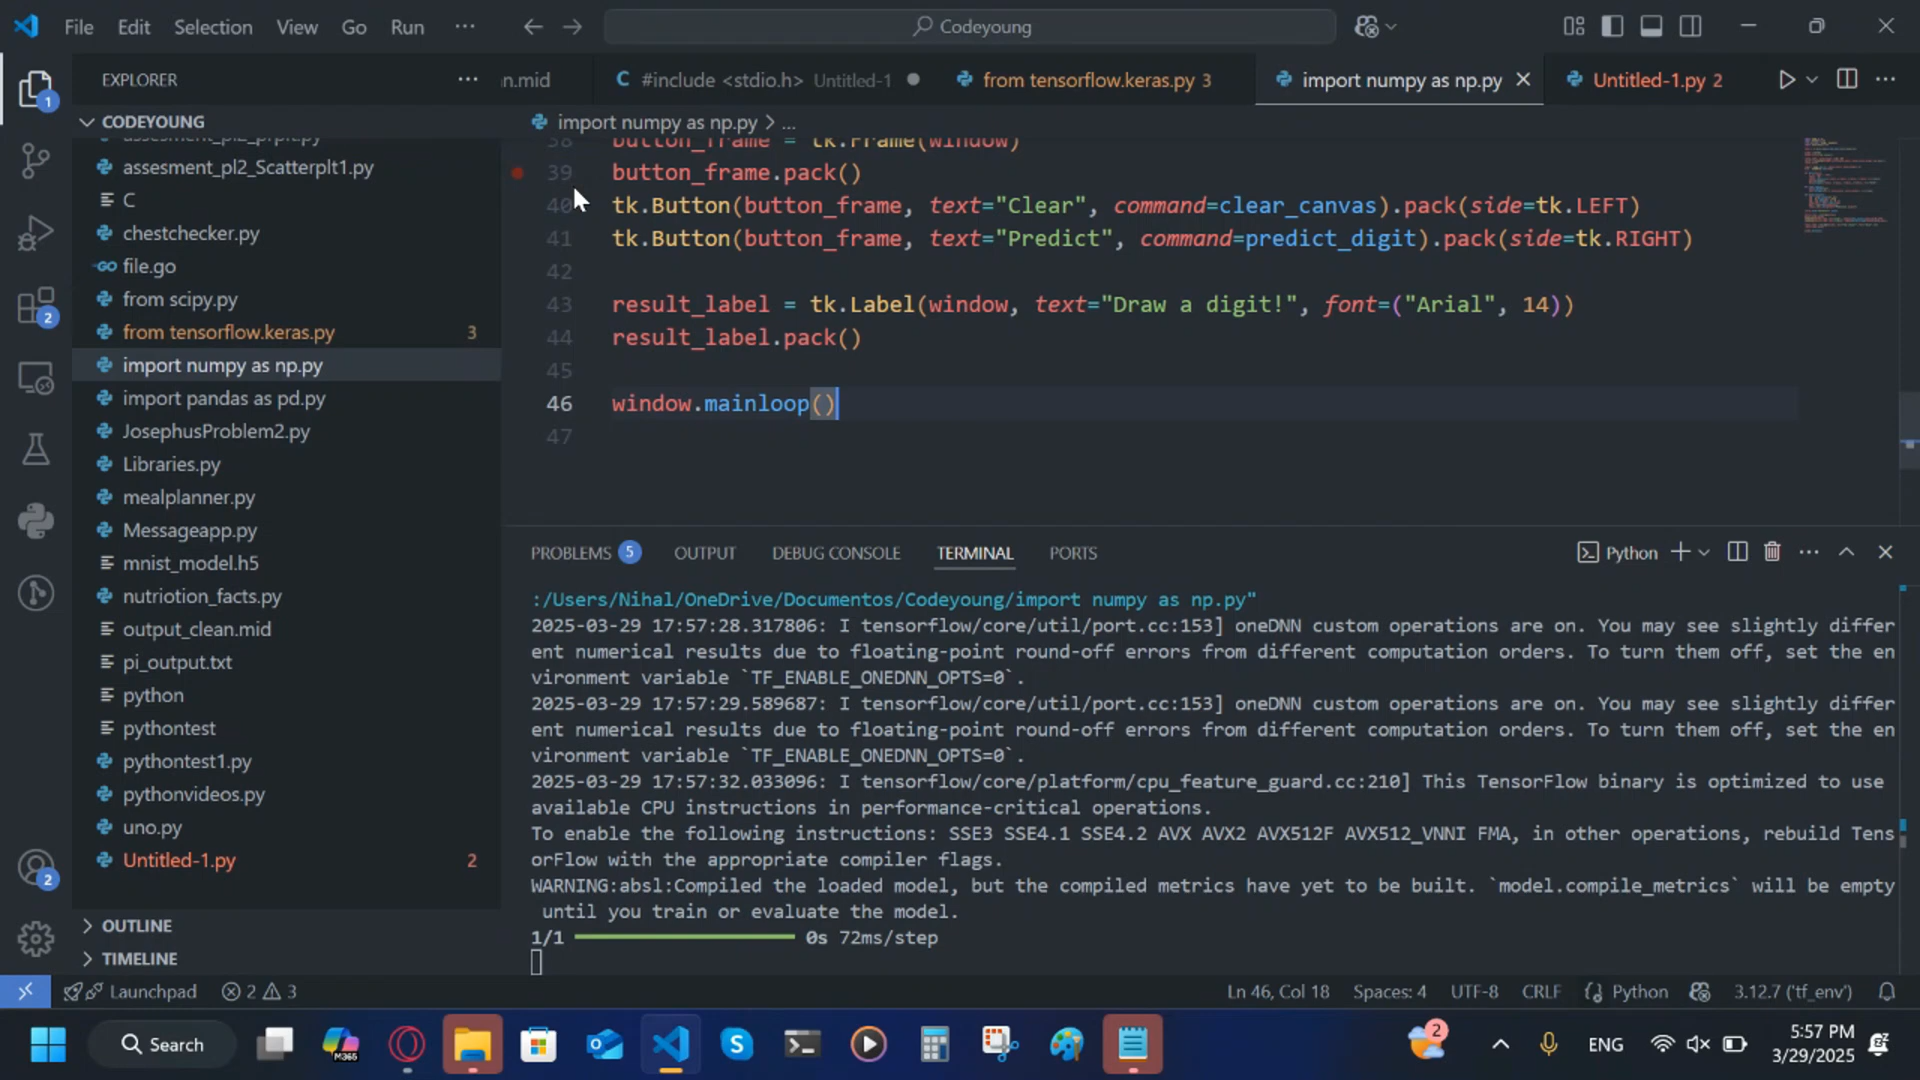 File Edit Selection View Go Run ··· Codeyoung
EXPLORER ··· n.mid #include <stdio.h> Untitled-1 from tensorflow.keras.py 3 import numpy as np.py Untitled-1.py 2
CODEYOUNG
import numpy as np.py > ...
assesment_pl2_Scatterplt1.py
C
chestchecker.py
file.go
from scipy.py
from tensorflow.keras.py 3
import numpy as np.py
import pandas as pd.py
JosephusProblem2.py
Libraries.py
mealplanner.py
Messageapp.py
mnist_model.h5
nutriotion_facts.py
output_clean.mid
pi_output.txt
python
pythontest
pythontest1.py
pythonvideos.py
uno.py
Untitled-1.py 2
OUTLINE
TIMELINE
1
2
2
38 button_frame = tk.Frame(window)
39 button_frame.pack()
40 tk.Button(button_frame, text="Clear", command=clear_canvas).pack(side=tk.LEFT)
41 tk.Button(button_frame, text="Predict", command=predict_digit).pack(side=tk.RIGHT)
42
43 result_label = tk.Label(window, text="Draw a digit!", font=("Arial", 14))
44 result_label.pack()
45
46 window.mainloop()
47
PROBLEMS 5 OUTPUT DEBUG CONSOLE TERMINAL PORTS Python
:/Users/Nihal/OneDrive/Documentos/Codeyoung/import numpy as np.py"
2025-03-29 17:57:28.317806: I tensorflow/core/util/port.cc:153] oneDNN custom operations are on. You may see slightly differ
ent numerical results due to floating-point round-off errors from different computation orders. To turn them off, set the en
vironment variable `TF_ENABLE_ONEDNN_OPTS=0`.
2025-03-29 17:57:29.589687: I tensorflow/core/util/port.cc:153] oneDNN custom operations are on. You may see slightly differ
ent numerical results due to floating-point round-off errors from different computation orders. To turn them off, set the en
vironment variable `TF_ENABLE_ONEDNN_OPTS=0`.
2025-03-29 17:57:32.033096: I tensorflow/core/platform/cpu_feature_guard.cc:210] This TensorFlow binary is optimized to use
available CPU instructions in performance-critical operations.
To enable the following instructions: SSE3 SSE4.1 SSE4.2 AVX AVX2 AVX512F AVX512_VNNI FMA, in other operations, rebuild Tens
orFlow with the appropriate compiler flags.
WARNING:absl:Compiled the loaded model, but the compiled metrics have yet to be built. `model.compile_metrics` will be empty
until you train or evaluate the model.
1/1 0s 72ms/step
Launchpad 2 3 Ln 46, Col 18 Spaces: 4 UTF-8 CRLF Python 3.12.7 ('tf_env')
Search M365 2 ENG 5:57 PM
3/29/2025